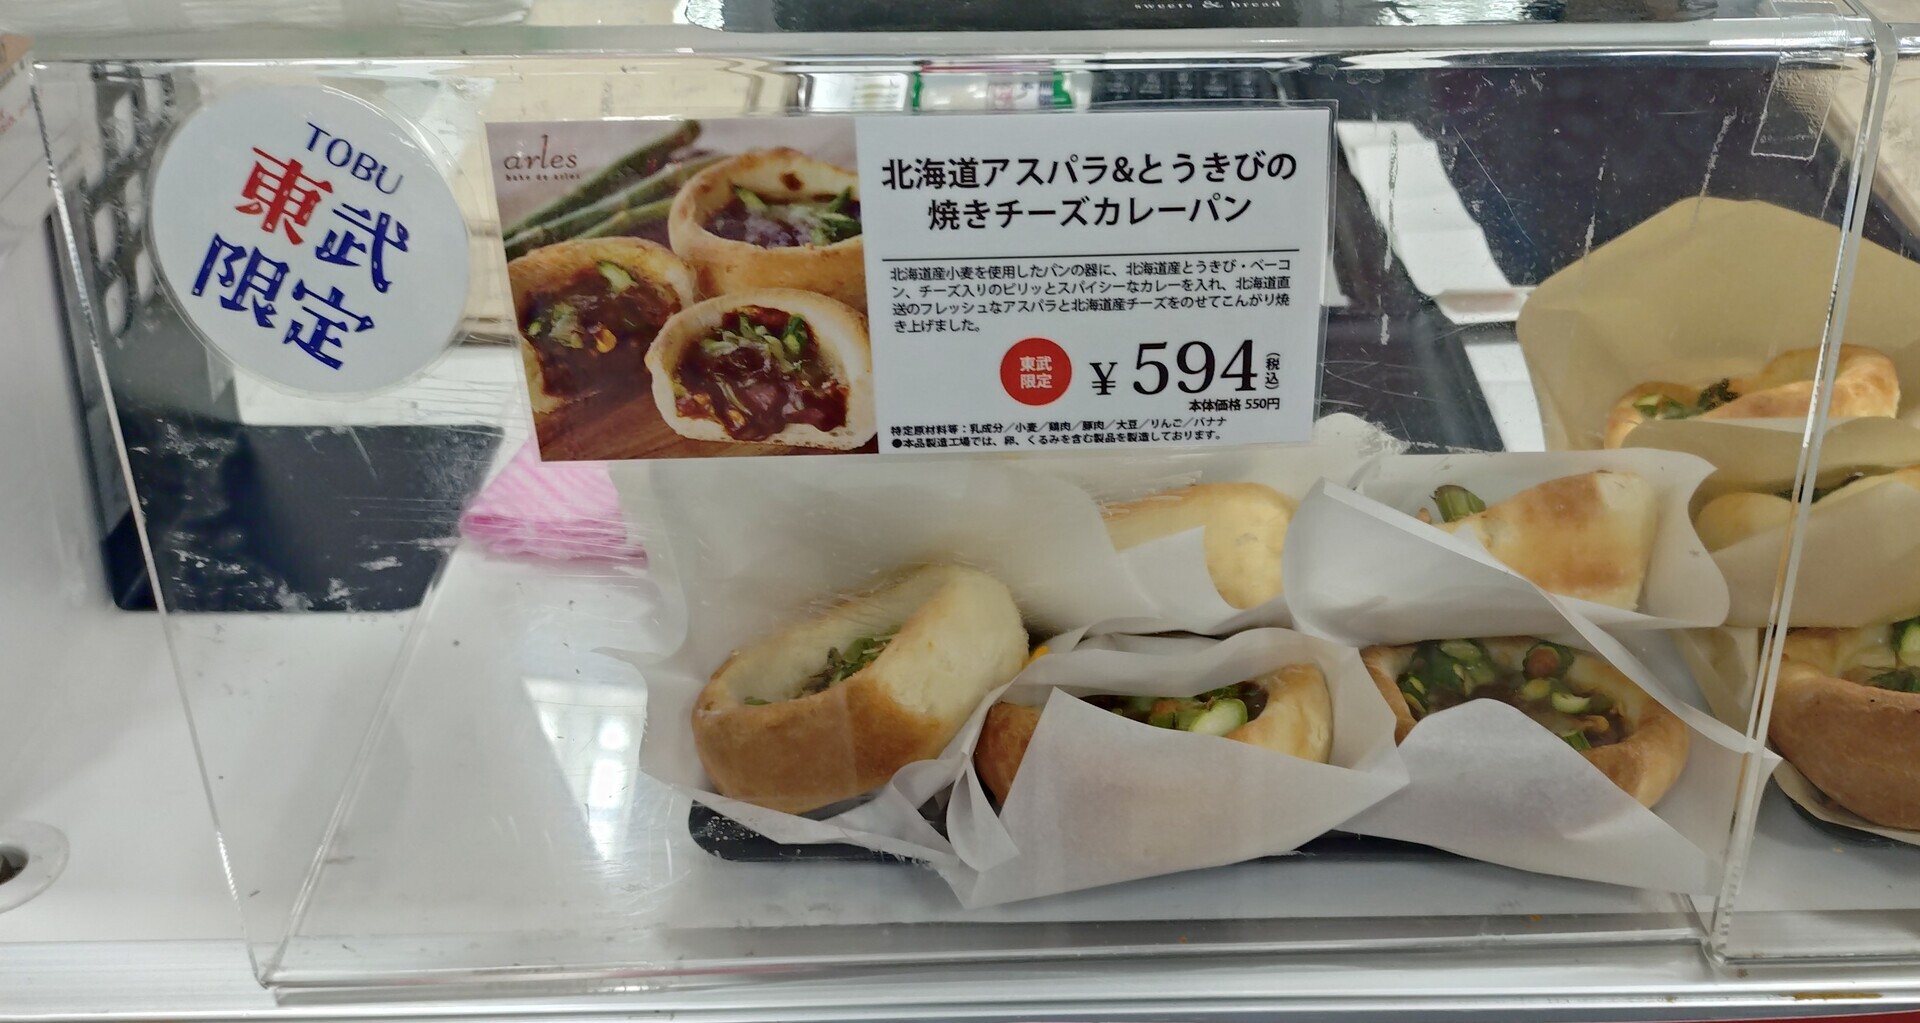 sweets & bread
TOBU
東武
限定
arles
bake de arles
北海道アスパラ&とうきびの
焼きチーズカレーパン
北海道産小麦を使用したパンの器に、北海道産とうきび・ベーコ
ン、チーズ入りのピリッとスパイシーなカレーを入れ、北海道直
送のフレッシュなアスパラと北海道産チーズをのせてこんがり焼
き上げました。
東武
限定
¥594(税込)
本体価格 550円
特定原材料等:乳成分/小麦/鶏肉/豚肉/大豆/りんご/バナナ
●本品製造工場では、卵、くるみを含む製品を製造しております。